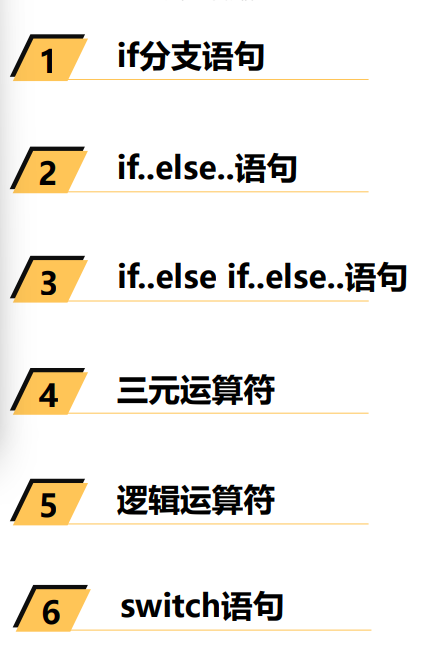 1 if分支语句
2 if..else..语句
3 if..else if..else..语句
4 三元运算符
5 逻辑运算符
6 switch语句